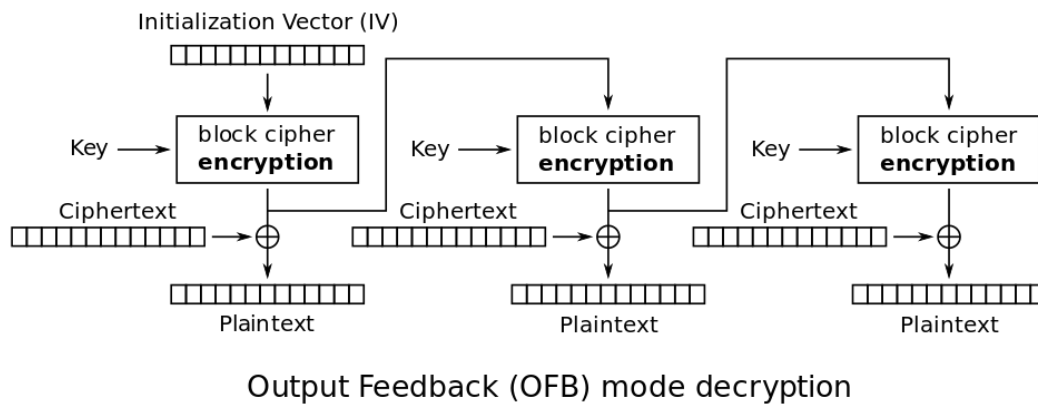 Initialization Vector (IV)
Key
block cipher
encryption
Key
block cipher
encryption
Key
block cipher
encryption
Ciphertext
Ciphertext
Ciphertext
Plaintext
Plaintext
Plaintext
Output Feedback (OFB) mode decryption